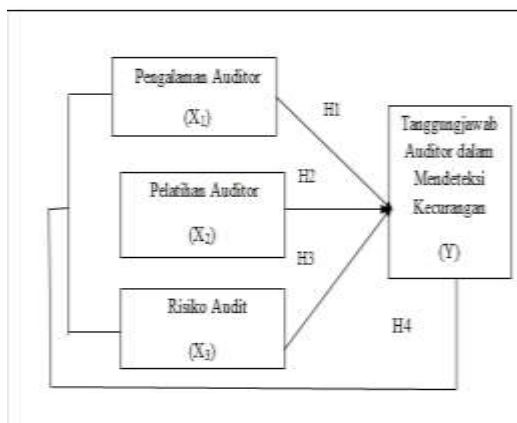 Pengalaman Auditor
(X₁)
H1
Tanggungjawab
Auditor dalam
Mendeteksi
Kecurangan
(Y)
H2
Pelatihan Auditor
(X₂)
H3
Risiko Audit
(X₃)
H4